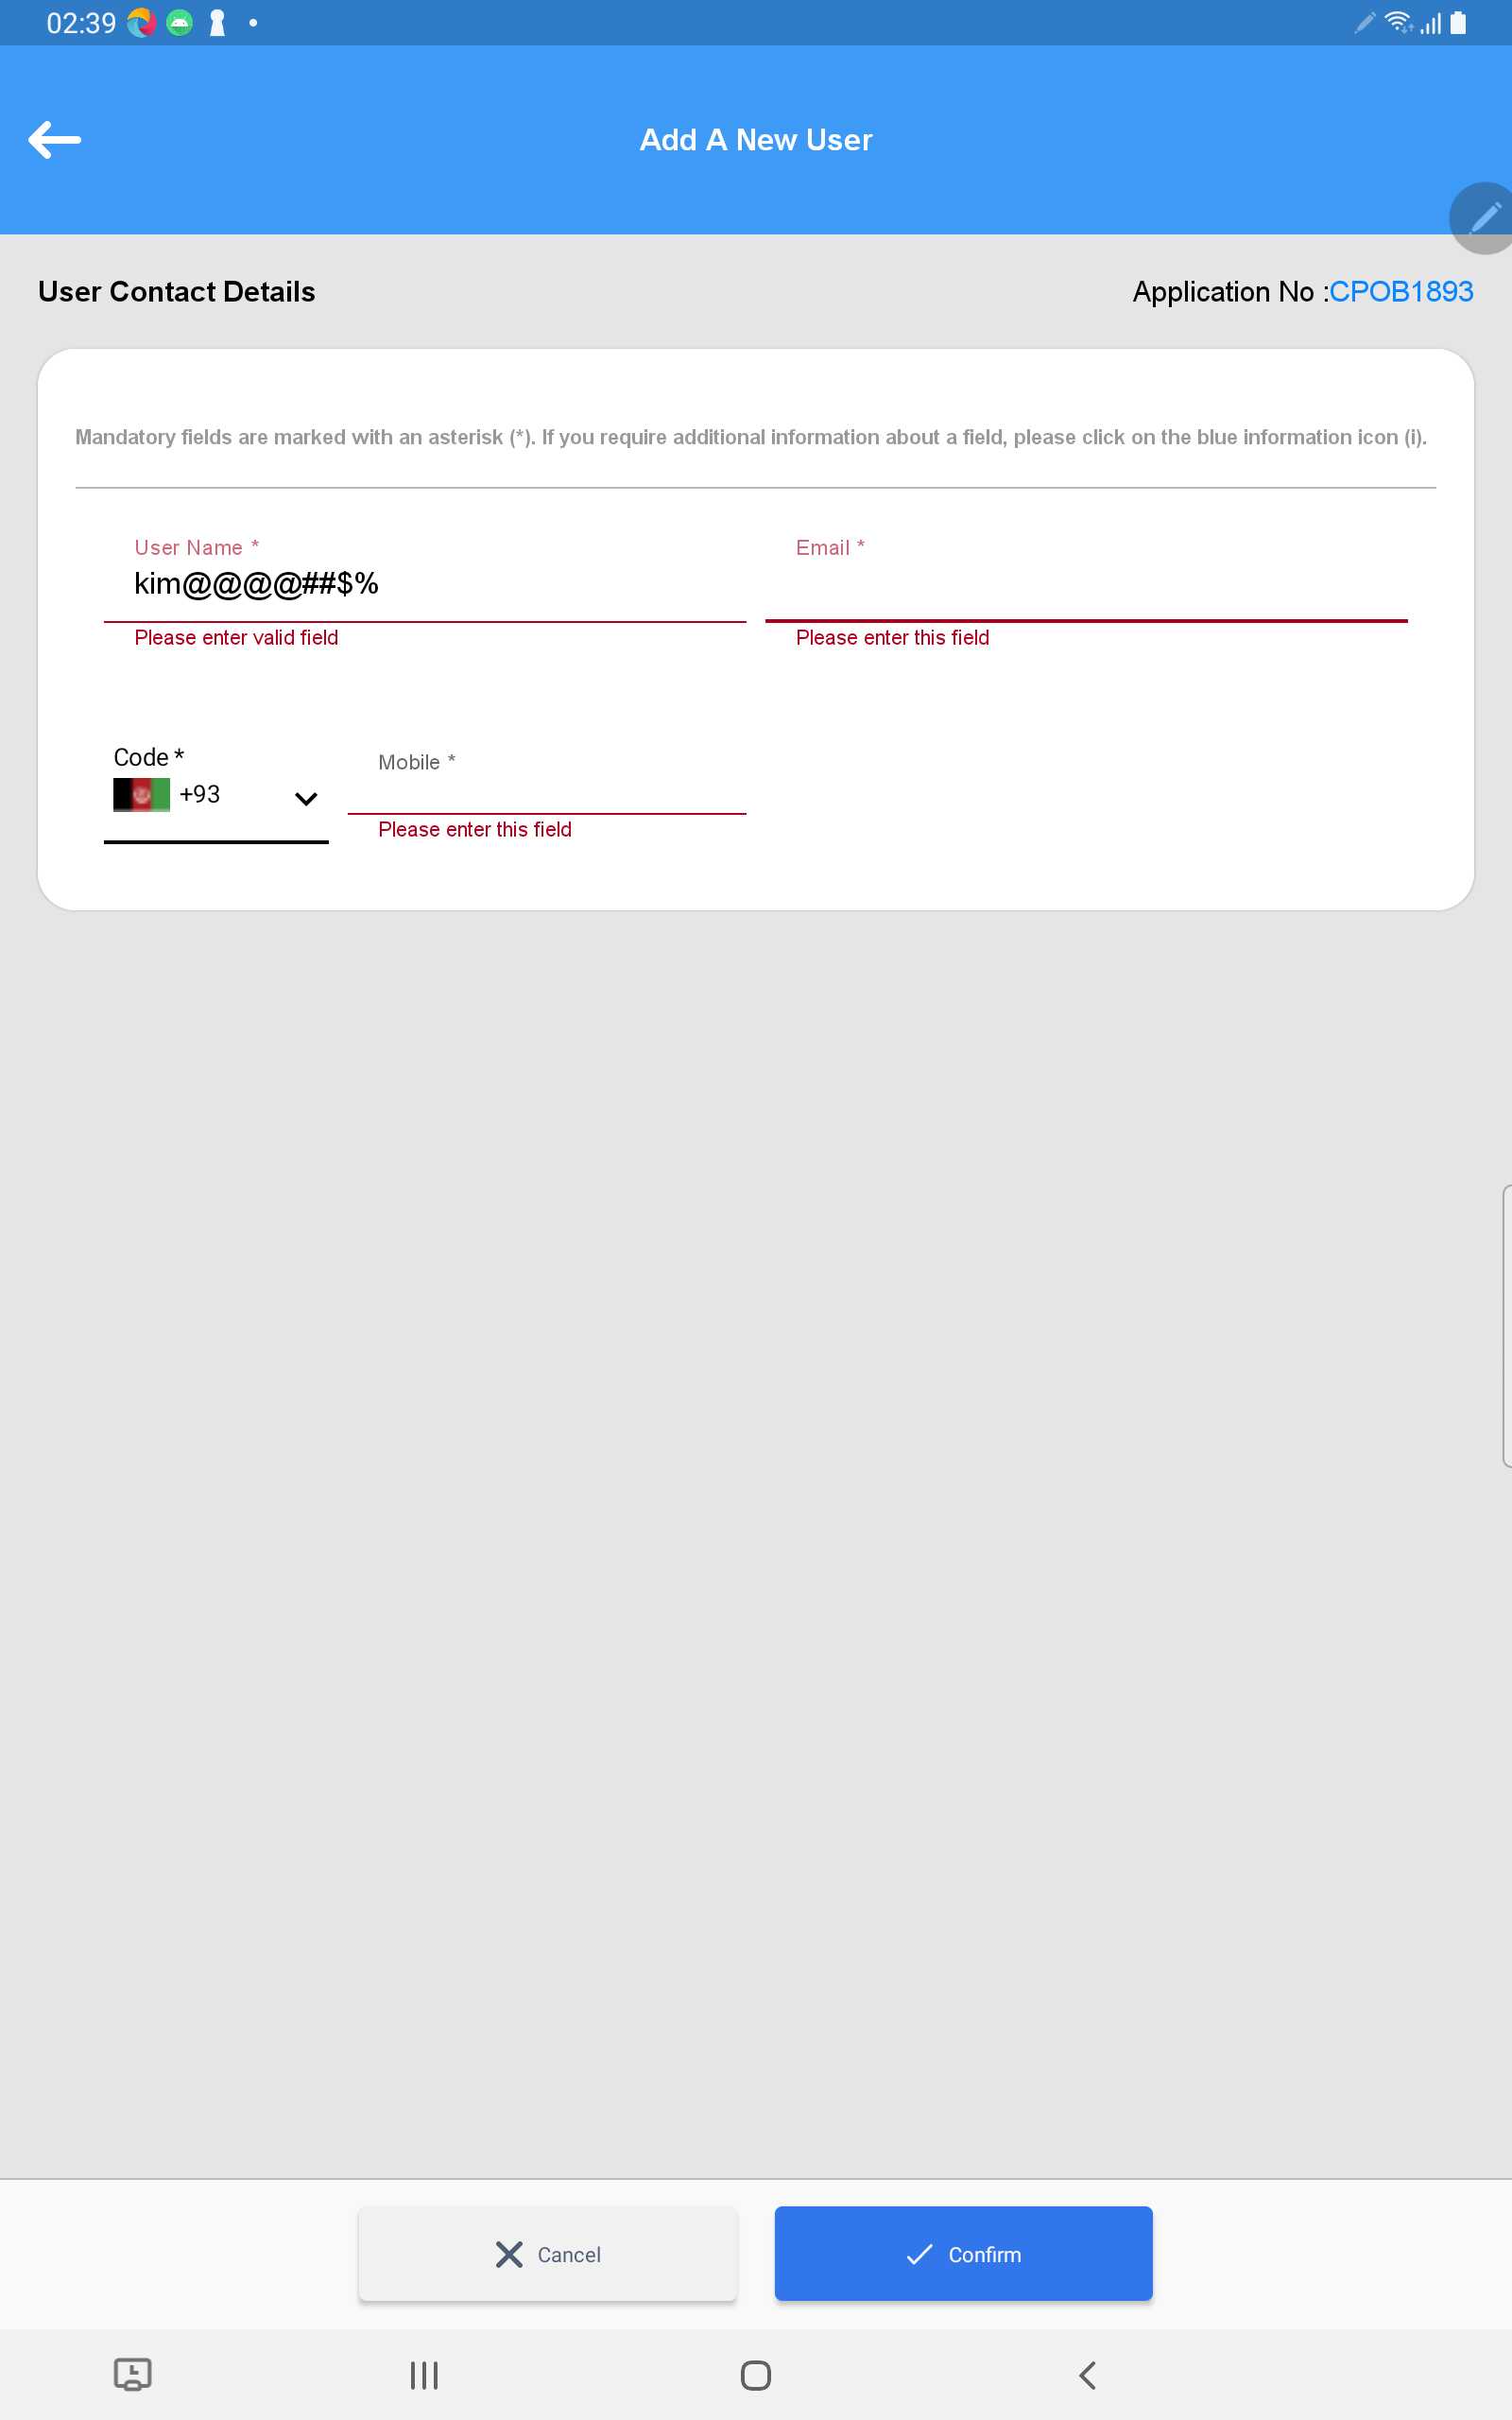 02:39
Add A New User
User Contact Details
Application No :CPOB1893
Mandatory fields are marked with an asterisk (*). If you require additional information about a field, please click on the blue information icon (i).
User Name *
kim@@@@##$%
Please enter valid field
Email *
Please enter this field
Code *
+93
Mobile *
Please enter this field
Cancel
Confirm